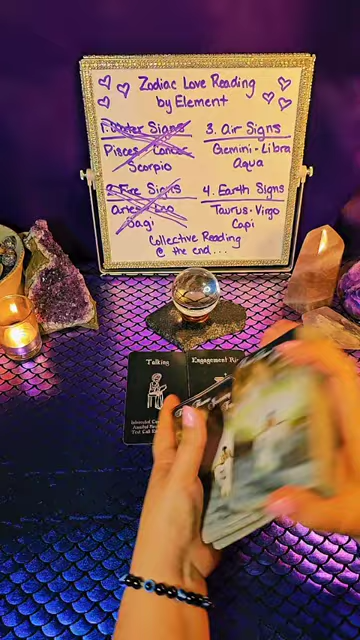 Zodiac Love Reading
by Element
1. Water Signs
Pisces - Cancer
Scorpio
2. Fire Signs
Aries - Leo
Sagi
3. Air Signs
Gemini - Libra
Aqua
4. Earth Signs
Taurus - Virgo
Capi
Collective Reading
@ the end...
Talking
Engagement